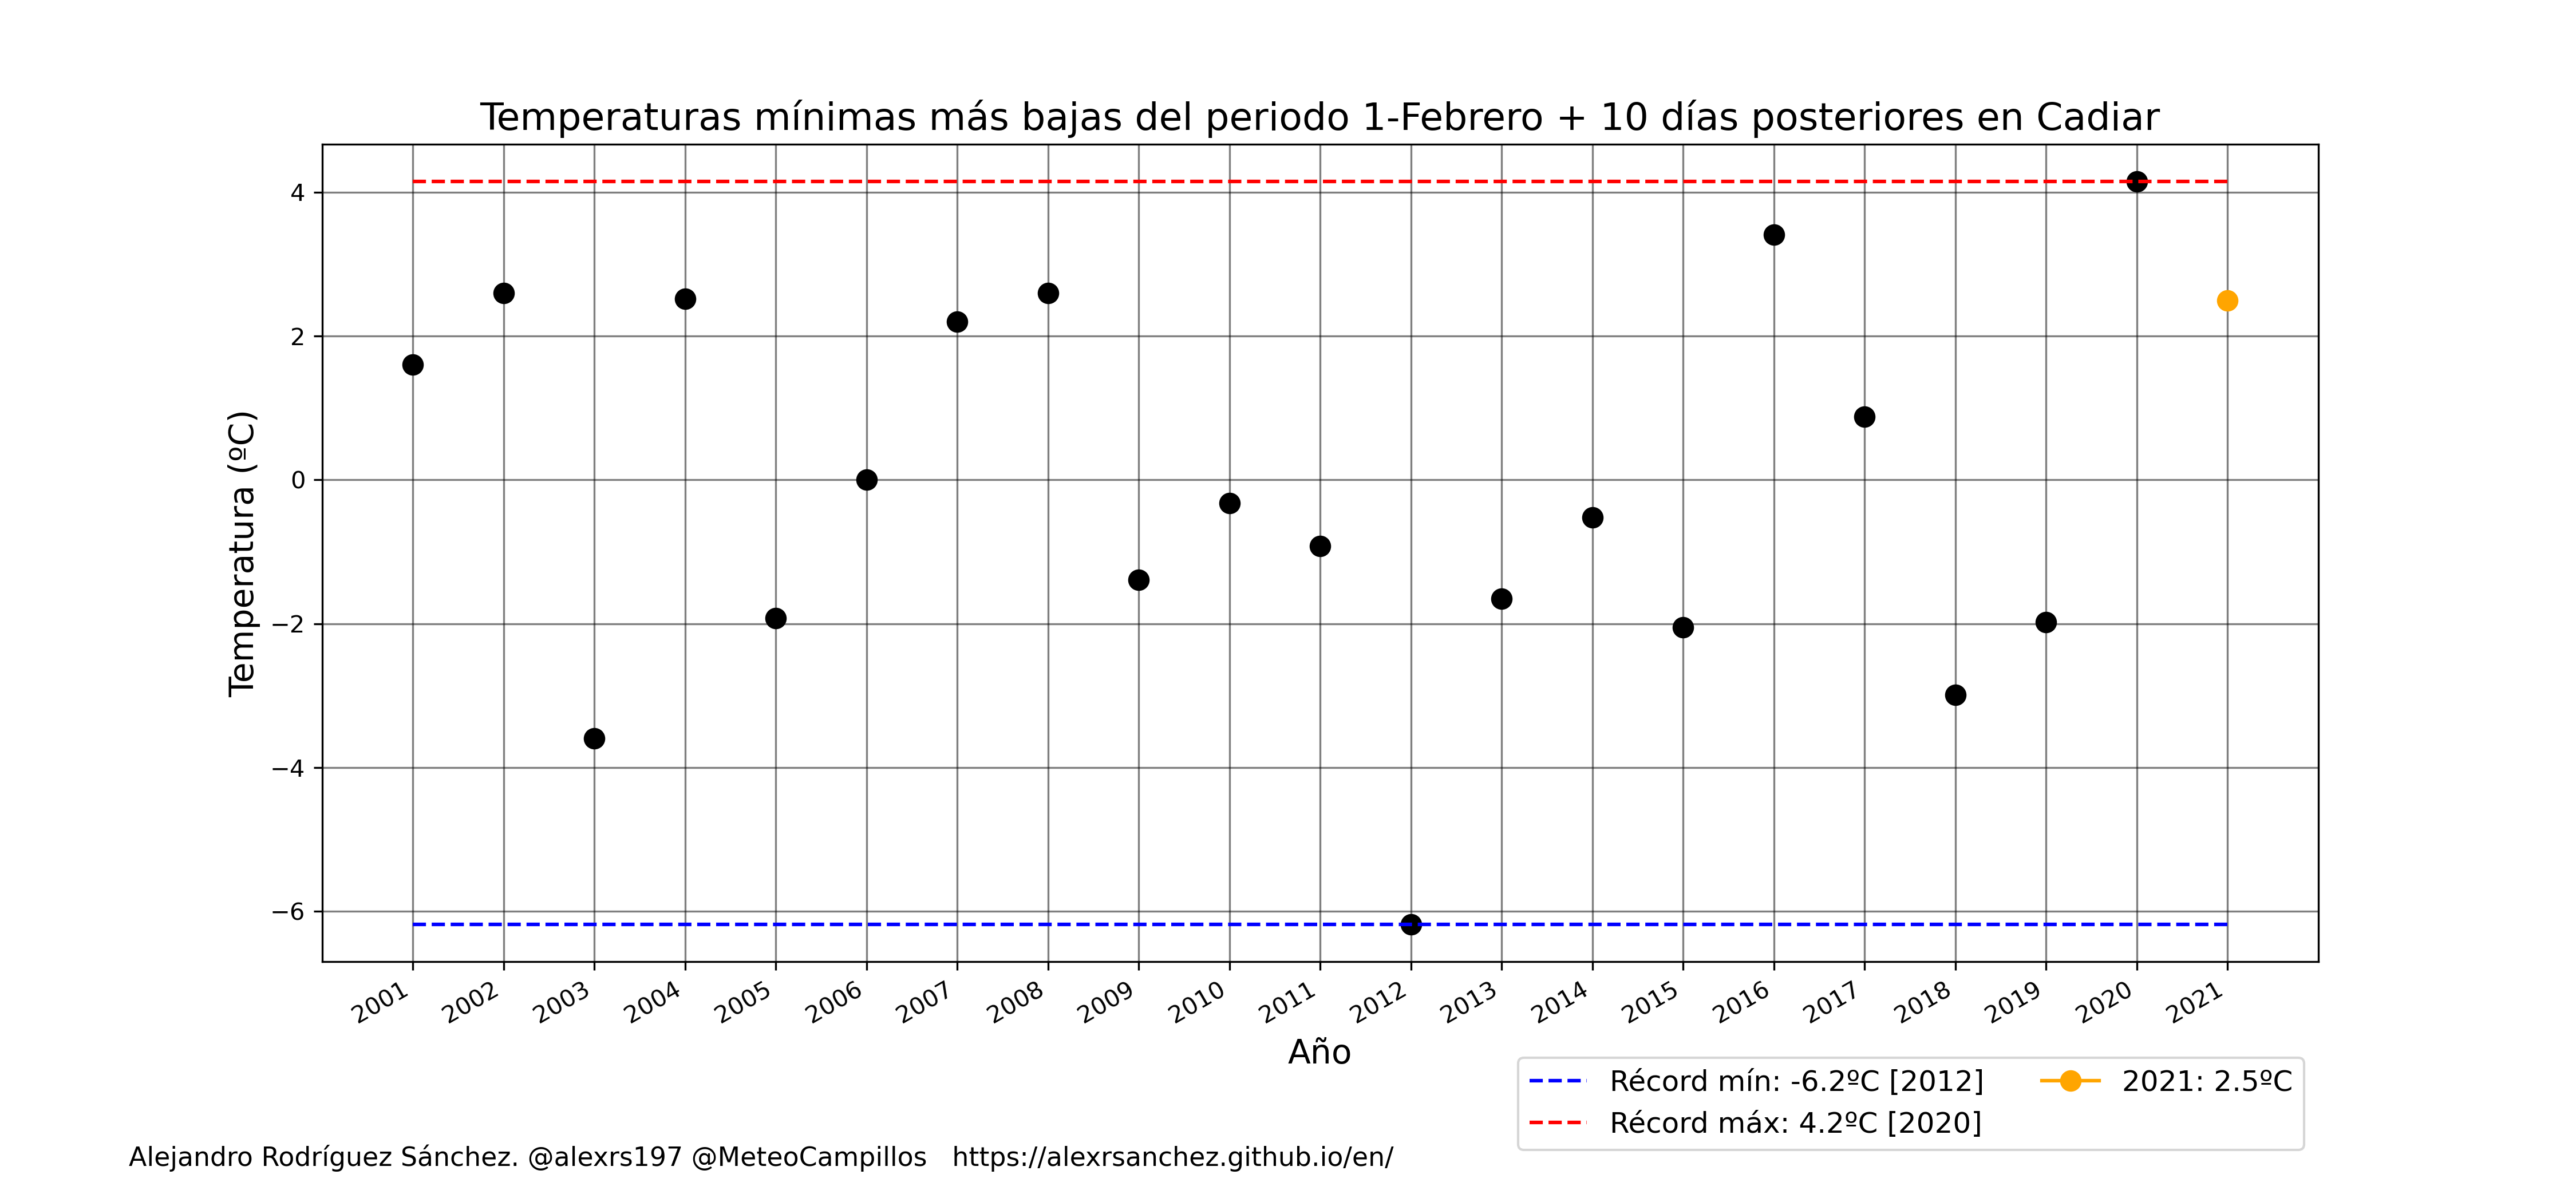 Temperaturas mínimas más bajas del periodo 1-Febrero + 10 días posteriores en Cadiar
Temperatura (ºC)
4
2
0
−2
−4
−6
2001 2002 2003 2004 2005 2006 2007 2008 2009 2010 2011 2012 2013 2014 2015 2016 2017 2018 2019 2020 2021
Año
Récord mín: -6.2ºC [2012]
Récord máx: 4.2ºC [2020]
2021: 2.5ºC
Alejandro Rodríguez Sánchez. @alexrs197 @MeteoCampillos https://alexrsanchez.github.io/en/